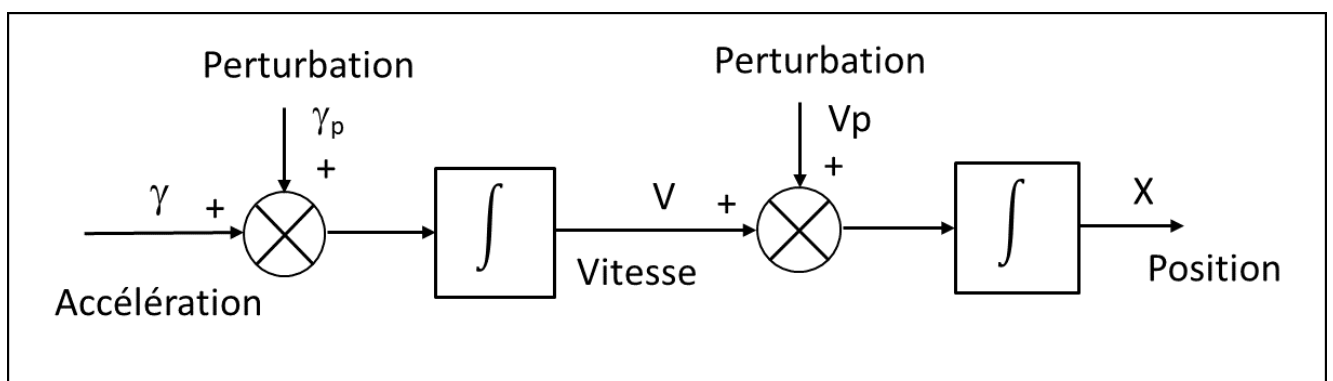 Perturbation
Perturbation
γp
Vp
+
+
γ
+
∫
V
+
∫
X
Accélération
Vitesse
Position